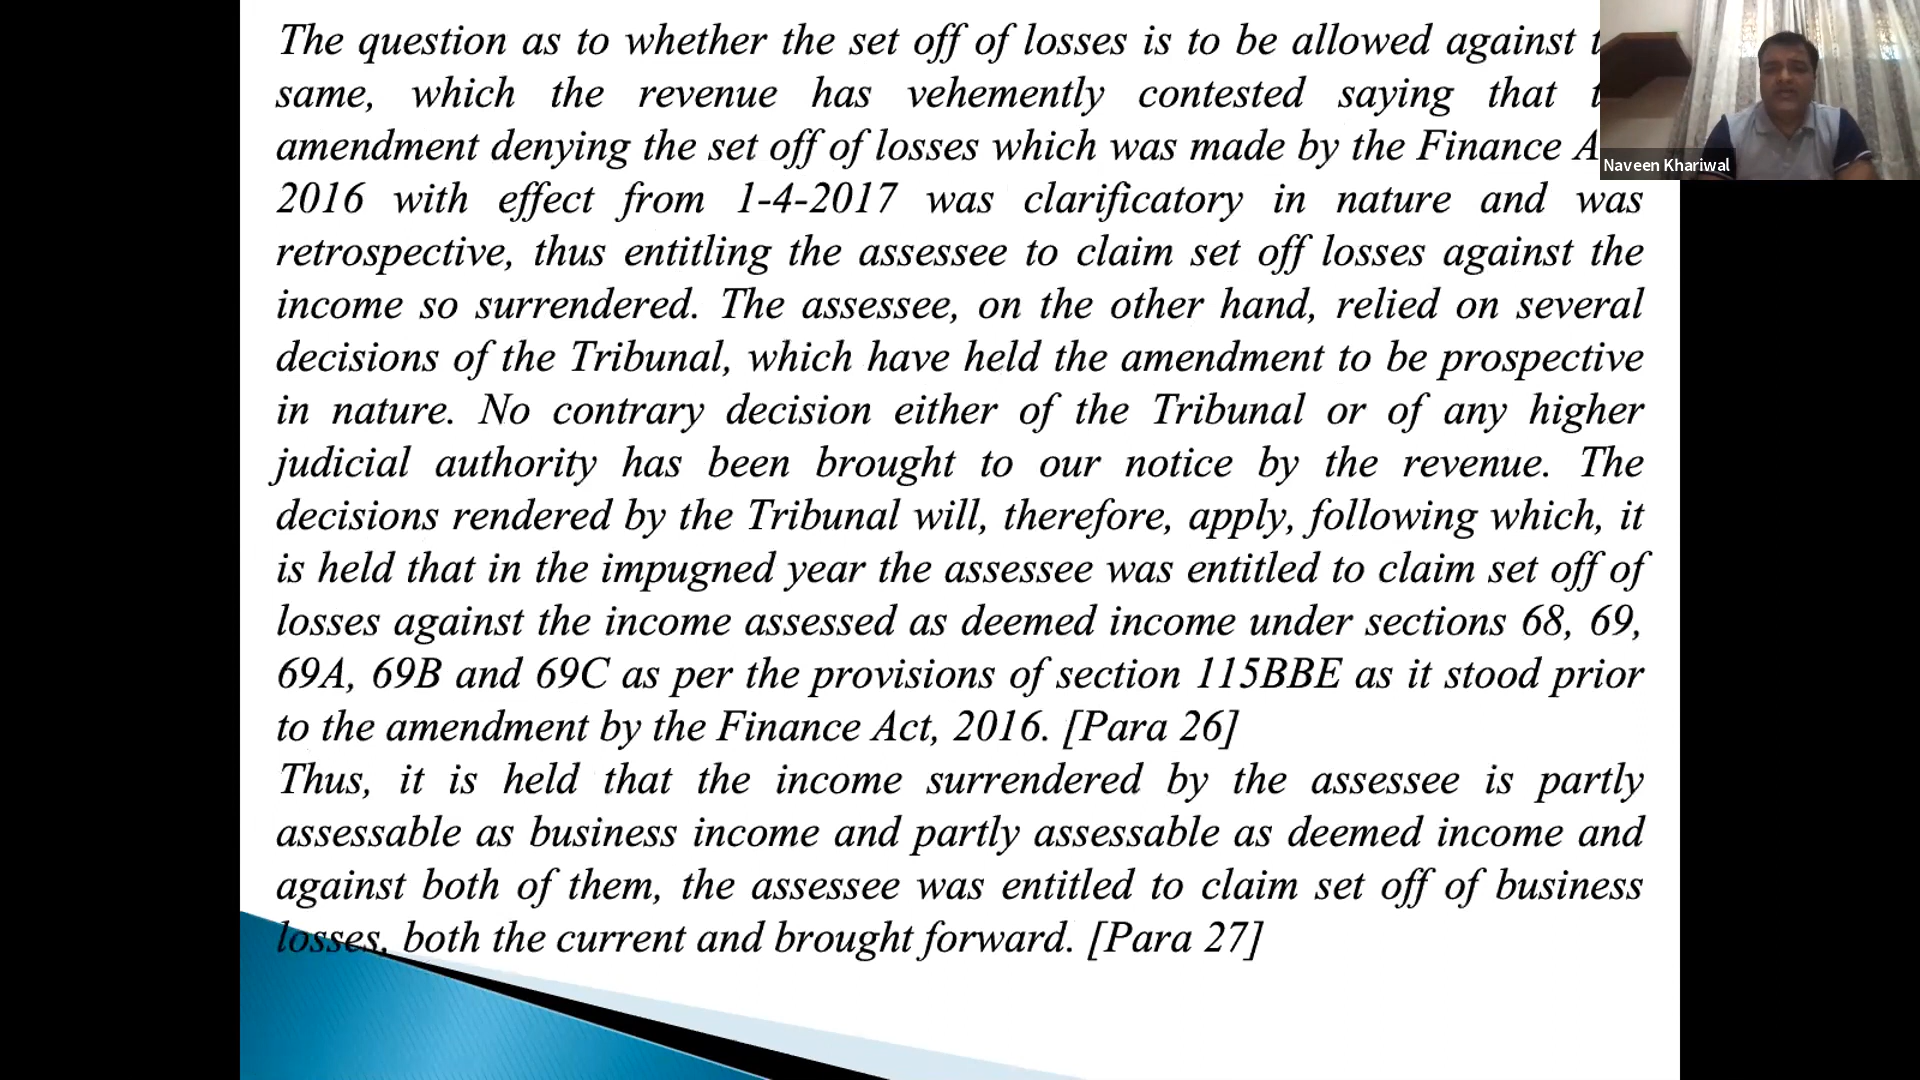 The question as to whether the set off of losses is to be allowed against
same, which the revenue has vehemently contested saying that
amendment denying the set off of losses which was made by the Finance
2016 with effect from 1-4-2017 was clarificatory in nature and was
retrospective, thus entitling the assessee to claim set off losses against the
income so surrendered. The assessee, on the other hand, relied on several
decisions of the Tribunal, which have held the amendment to be prospective
in nature. No contrary decision either of the Tribunal or of any higher
judicial authority has been brought to our notice by the revenue. The
decisions rendered by the Tribunal will, therefore, apply, following which, it
is held that in the impugned year the assessee was entitled to claim set off of
losses against the income assessed as deemed income under sections 68, 69,
69A, 69B and 69C as per the provisions of section 115BBE as it stood prior
to the amendment by the Finance Act, 2016. [Para 26]
Thus, it is held that the income surrendered by the assessee is partly
assessable as business income and partly assessable as deemed income and
against both of them, the assessee was entitled to claim set off of business
losses, both the current and brought forward. [Para 27]
Naveen Khariwal